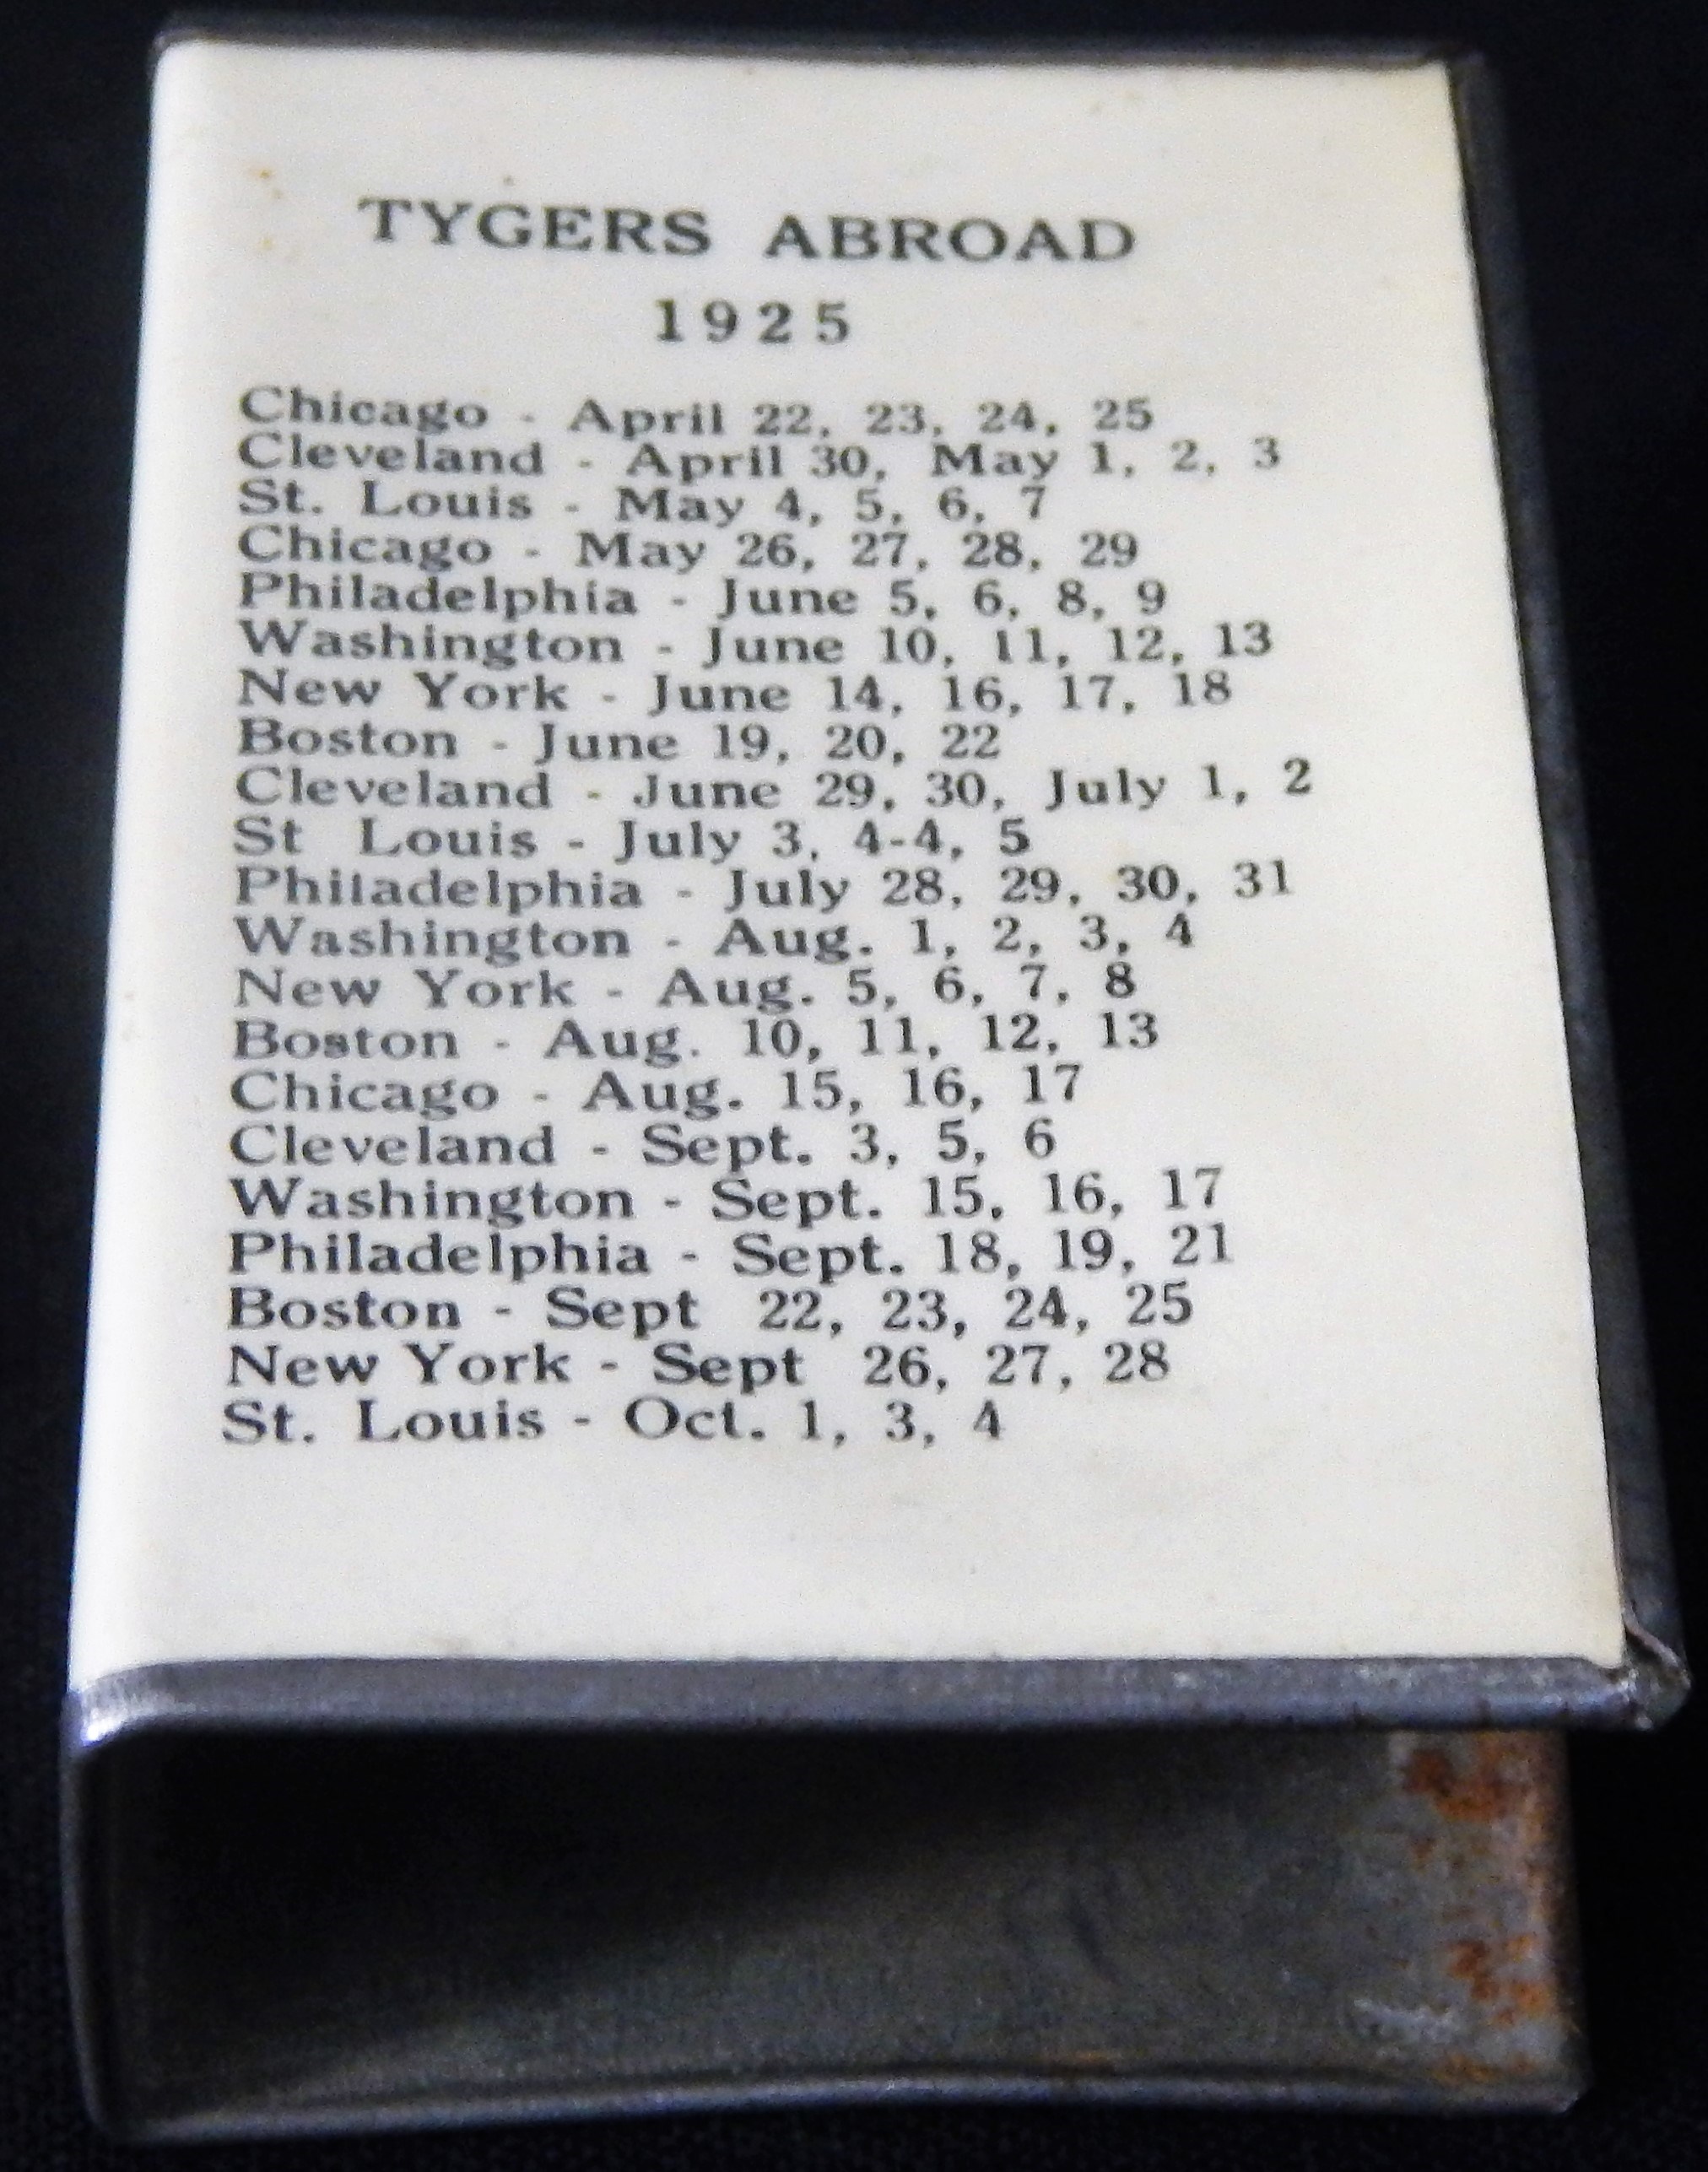 TYGERS ABROAD
1925
Chicago - April 22, 23, 24, 25
Cleveland - April 30, May 1, 2, 3
St. Louis - May 4, 5, 6, 7
Chicago - May 26, 27, 28, 29
Philadelphia - June 5, 6, 8, 9
Washington - June 10, 11, 12, 13
New York - June 14, 16, 17, 18
Boston - June 19, 20, 22
Cleveland - June 29, 30, July 1, 2
St Louis - July 3, 4-4, 5
Philadelphia - July 28, 29, 30, 31
Washington - Aug. 1, 2, 3, 4
New York - Aug. 5, 6, 7, 8
Boston - Aug. 10, 11, 12, 13
Chicago - Aug. 15, 16, 17
Cleveland - Sept. 3, 5, 6
Washington - Sept. 15, 16, 17
Philadelphia - Sept. 18, 19, 21
Boston - Sept 22, 23, 24, 25
New York - Sept 26, 27, 28
St. Louis - Oct. 1, 3, 4